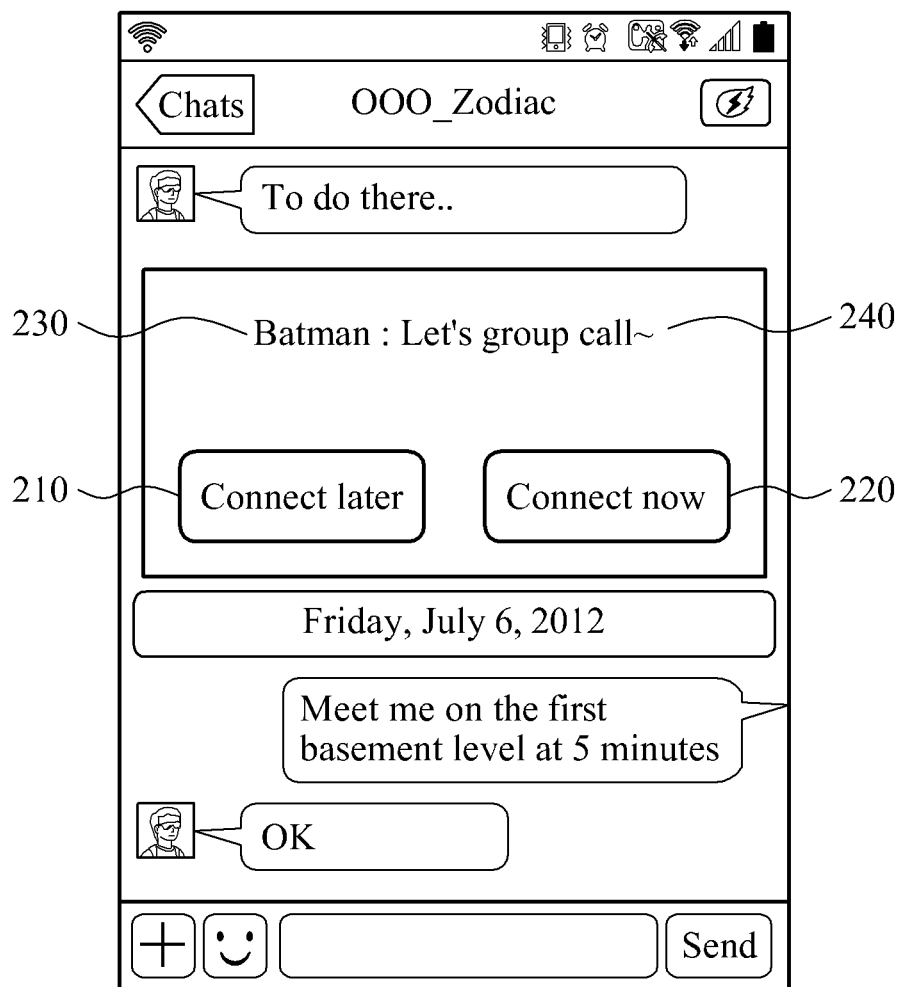 Chats OOO_Zodiac
To do there..
230 Batman : Let's group call~ 240
210 Connect later Connect now 220
Friday, July 6, 2012
Meet me on the first
basement level at 5 minutes
OK
Send